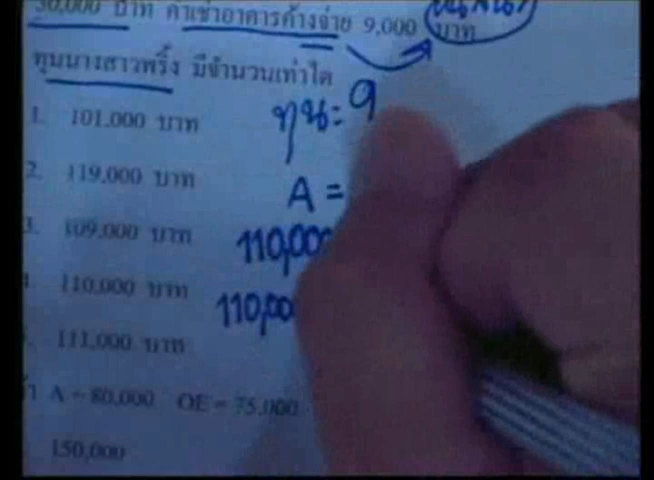 30,000 บาท ค่าเช่าอาคารค้างจ่าย 9,000 บาท
ทุนนางสาวพริ้ง มีจำนวนเท่าใด
1. 101,000 บาท
ทุน = 9
2. 119,000 บาท
A =
3. 109,000 บาท
110,000
110,000 บาท
110,00
111,000 บาท
A = 80,000 OE = 75,000
150,000